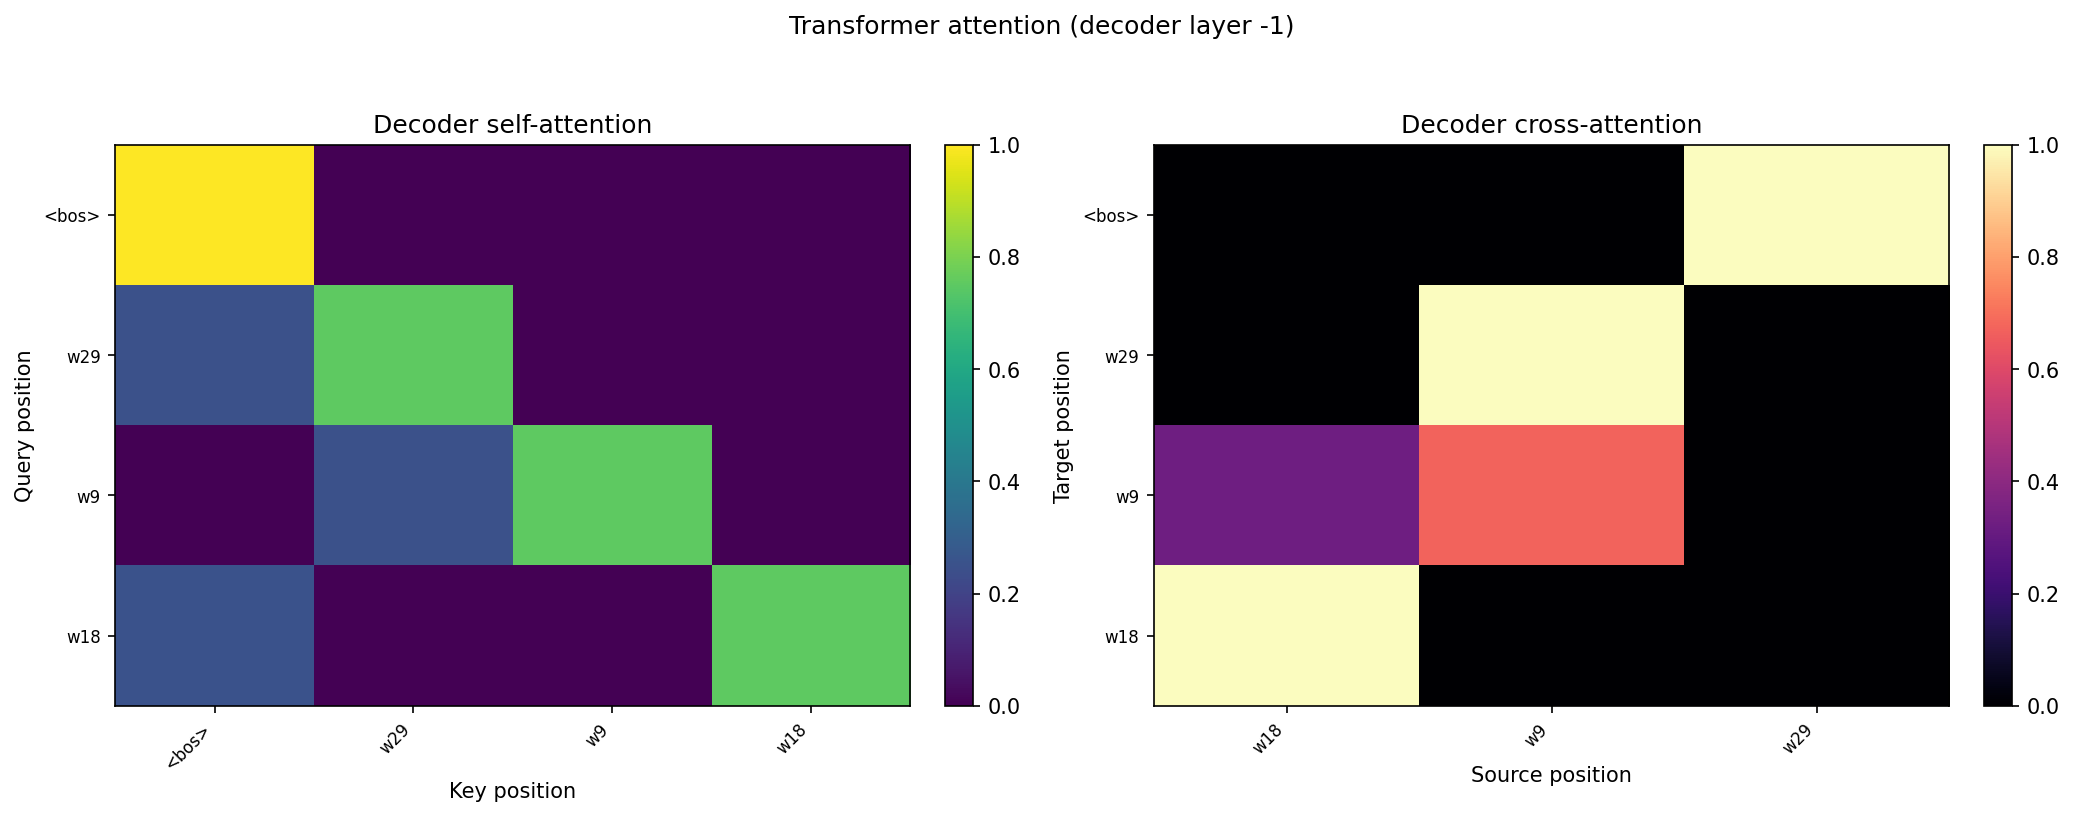 Transformer attention (decoder layer -1)
Decoder self-attention
Query position
<bos>
w29
w9
w18
<bos>
w29
w9
w18
Key position
1.0
0.8
0.6
0.4
0.2
0.0
Decoder cross-attention
Target position
<bos>
w29
w9
w18
w18
w9
w29
Source position
1.0
0.8
0.6
0.4
0.2
0.0